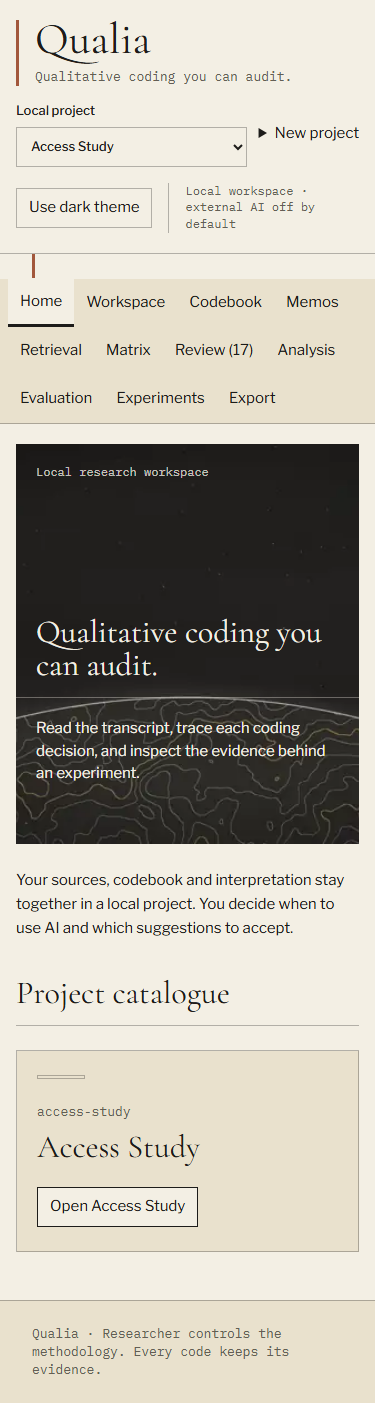 Qualia
Qualitative coding you can audit.
Local project
Access Study
▶ New project
Use dark theme
Local workspace ·
external AI off by
default
Home Workspace Codebook Memos
Retrieval Matrix Review (17) Analysis
Evaluation Experiments Export
Local research workspace
Qualitative coding you
can audit.
Read the transcript, trace each coding
decision, and inspect the evidence behind
an experiment.
Your sources, codebook and interpretation stay
together in a local project. You decide when to
use AI and which suggestions to accept.
Project catalogue
access-study
Access Study
Open Access Study
Qualia · Researcher controls the
methodology. Every code keeps its
evidence.